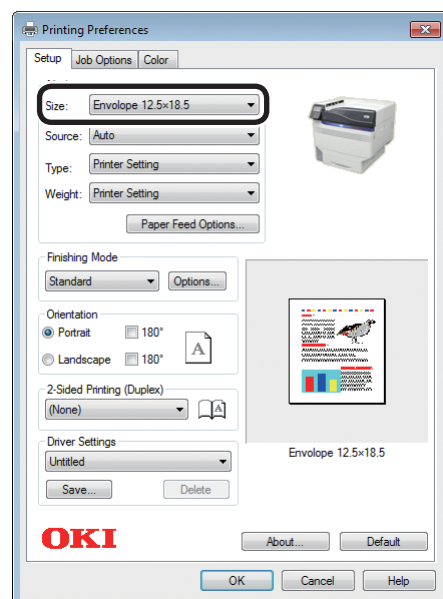 Printing Preferences
Setup
Job Options
Color
Size:
Envolope 12.5×18.5
Source:
Auto
Type:
Printer Setting
Weight:
Printer Setting
Paper Feed Options...
Finishing Mode
Standard
Options...
Orientation
Portrait
180°
Landscape
180°
A
2-Sided Printing (Duplex)
(None)
A
Driver Settings
Untitled
Save...
Delete
Envolope 12.5×18.5
OKI
About...
Default
OK
Cancel
Help